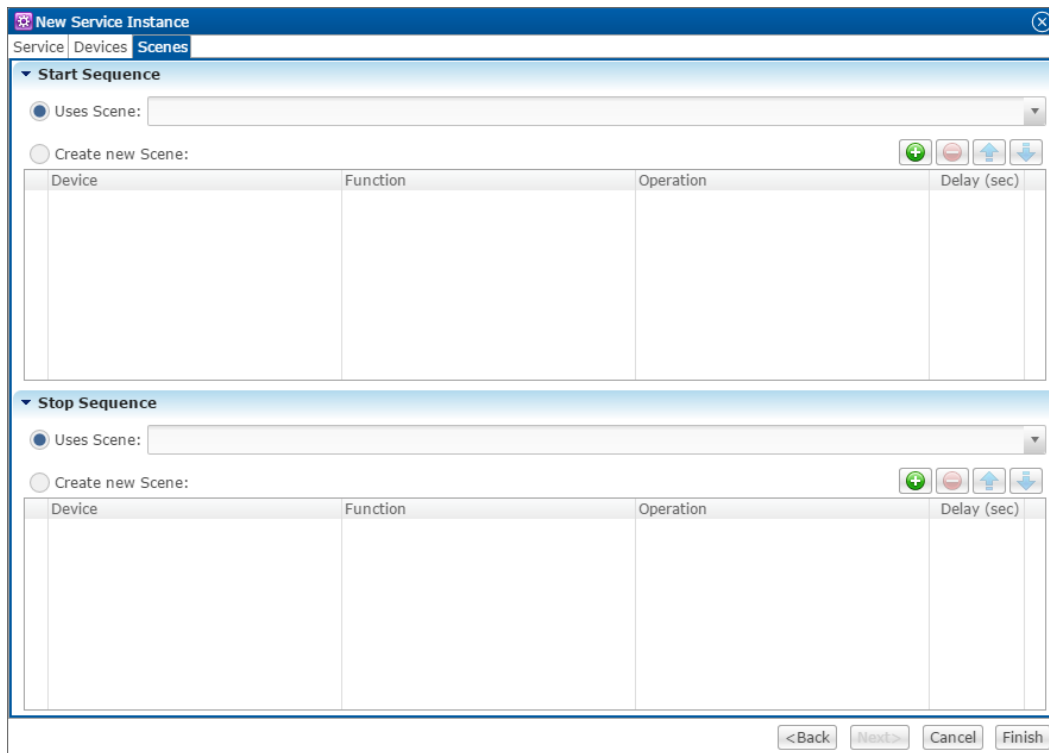 New Service Instance
Service Devices Scenes
Start Sequence
Uses Scene:
Create new Scene:
Device Function Operation Delay (sec)
Stop Sequence
Uses Scene:
Create new Scene:
Device Function Operation Delay (sec)
<Back Next> Cancel Finish